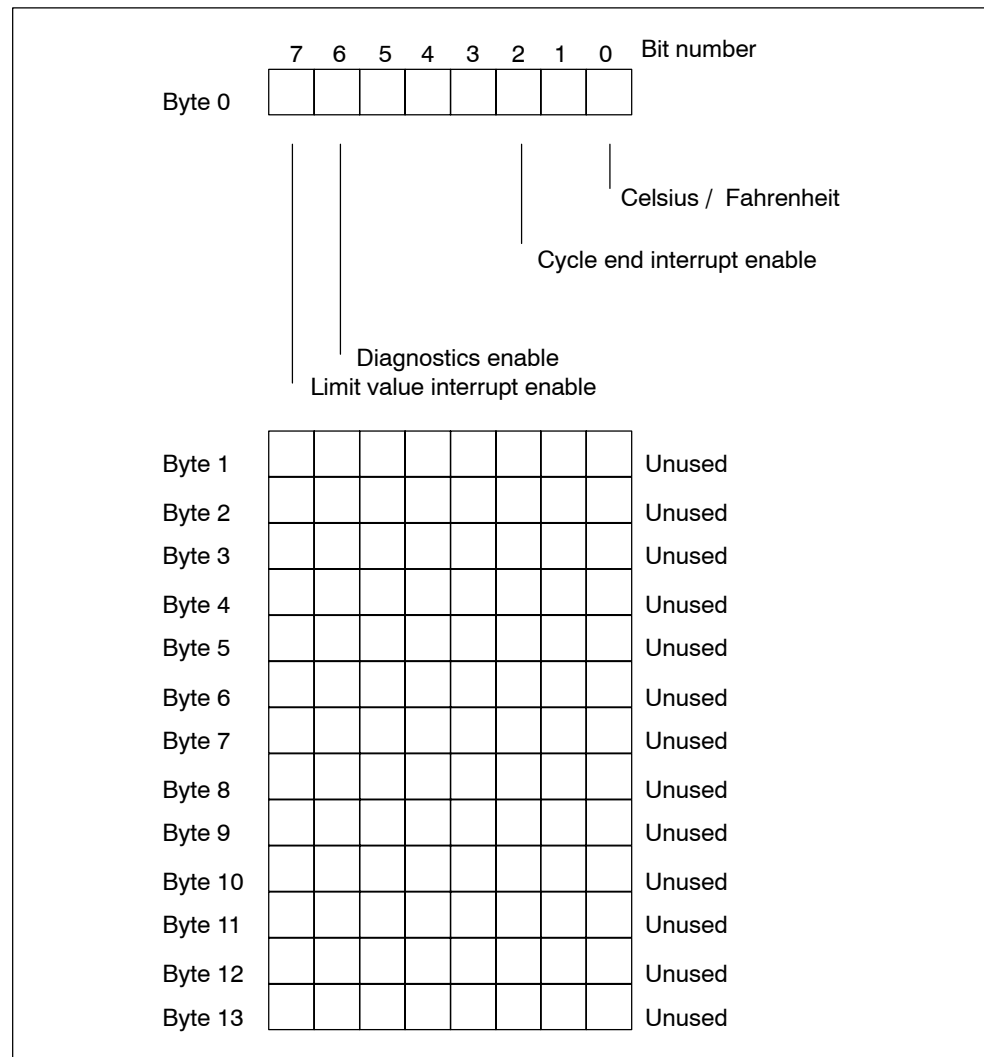 7 6 5 4 3 2 1 0 Bit number
Byte 0
Celsius / Fahrenheit
Cycle end interrupt enable
Diagnostics enable
Limit value interrupt enable
Byte 1 Unused
Byte 2 Unused
Byte 3 Unused
Byte 4 Unused
Byte 5 Unused
Byte 6 Unused
Byte 7 Unused
Byte 8 Unused
Byte 9 Unused
Byte 10 Unused
Byte 11 Unused
Byte 12 Unused
Byte 13 Unused